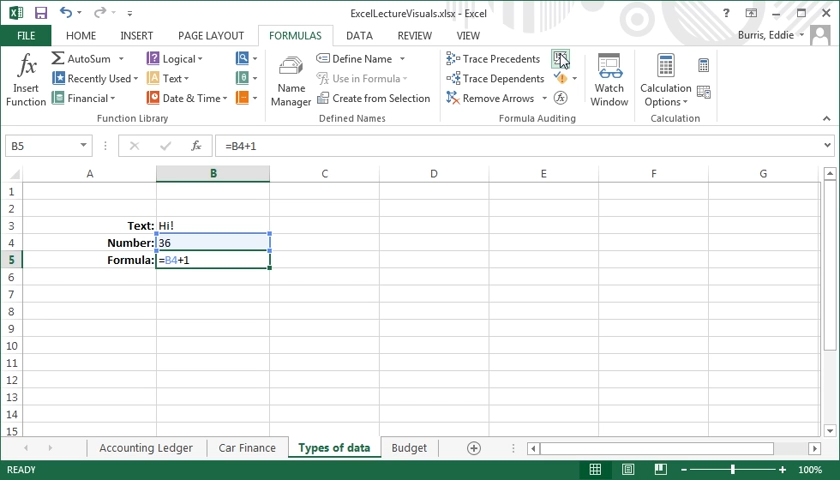 ExcelLectureVisuals.xlsx - Excel
FILE HOME INSERT PAGE LAYOUT FORMULAS DATA REVIEW VIEW Burris, Eddie
fx Insert Function
Σ AutoSum
Recently Used
Financial
Logical
Text
Date & Time
Function Library
Name Manager
Define Name
Use in Formula
Create from Selection
Defined Names
Trace Precedents
Trace Dependents
Remove Arrows
Formula Auditing
Watch Window
Calculation Options
Calculation
B5 fx =B4+1
A B C D E F G
1
2
3 Text: Hi!
4 Number: 36
5 Formula: =B4+1
6
7
8
9
10
11
12
13
14
15
Accounting Ledger Car Finance Types of data Budget
READY 100%